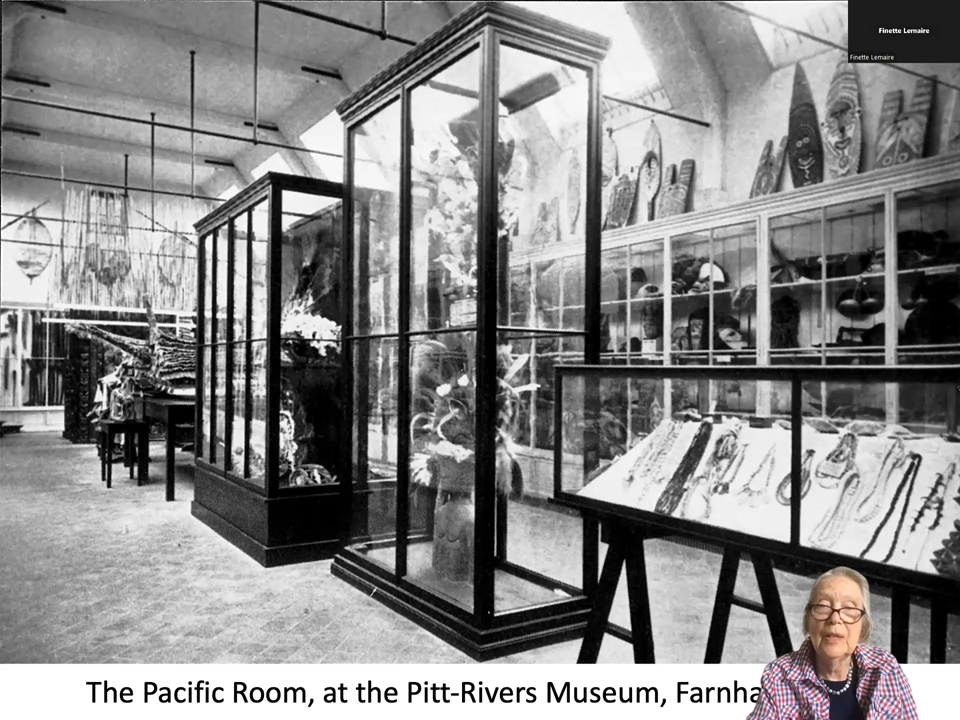 Finette Lemaire
Finette Lemaire
The Pacific Room, at the Pitt-Rivers Museum, Farnha